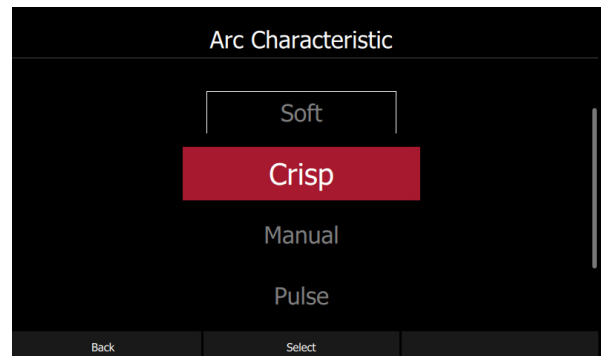 Arc Characteristic
Soft
Crisp
Manual
Pulse
Back Select